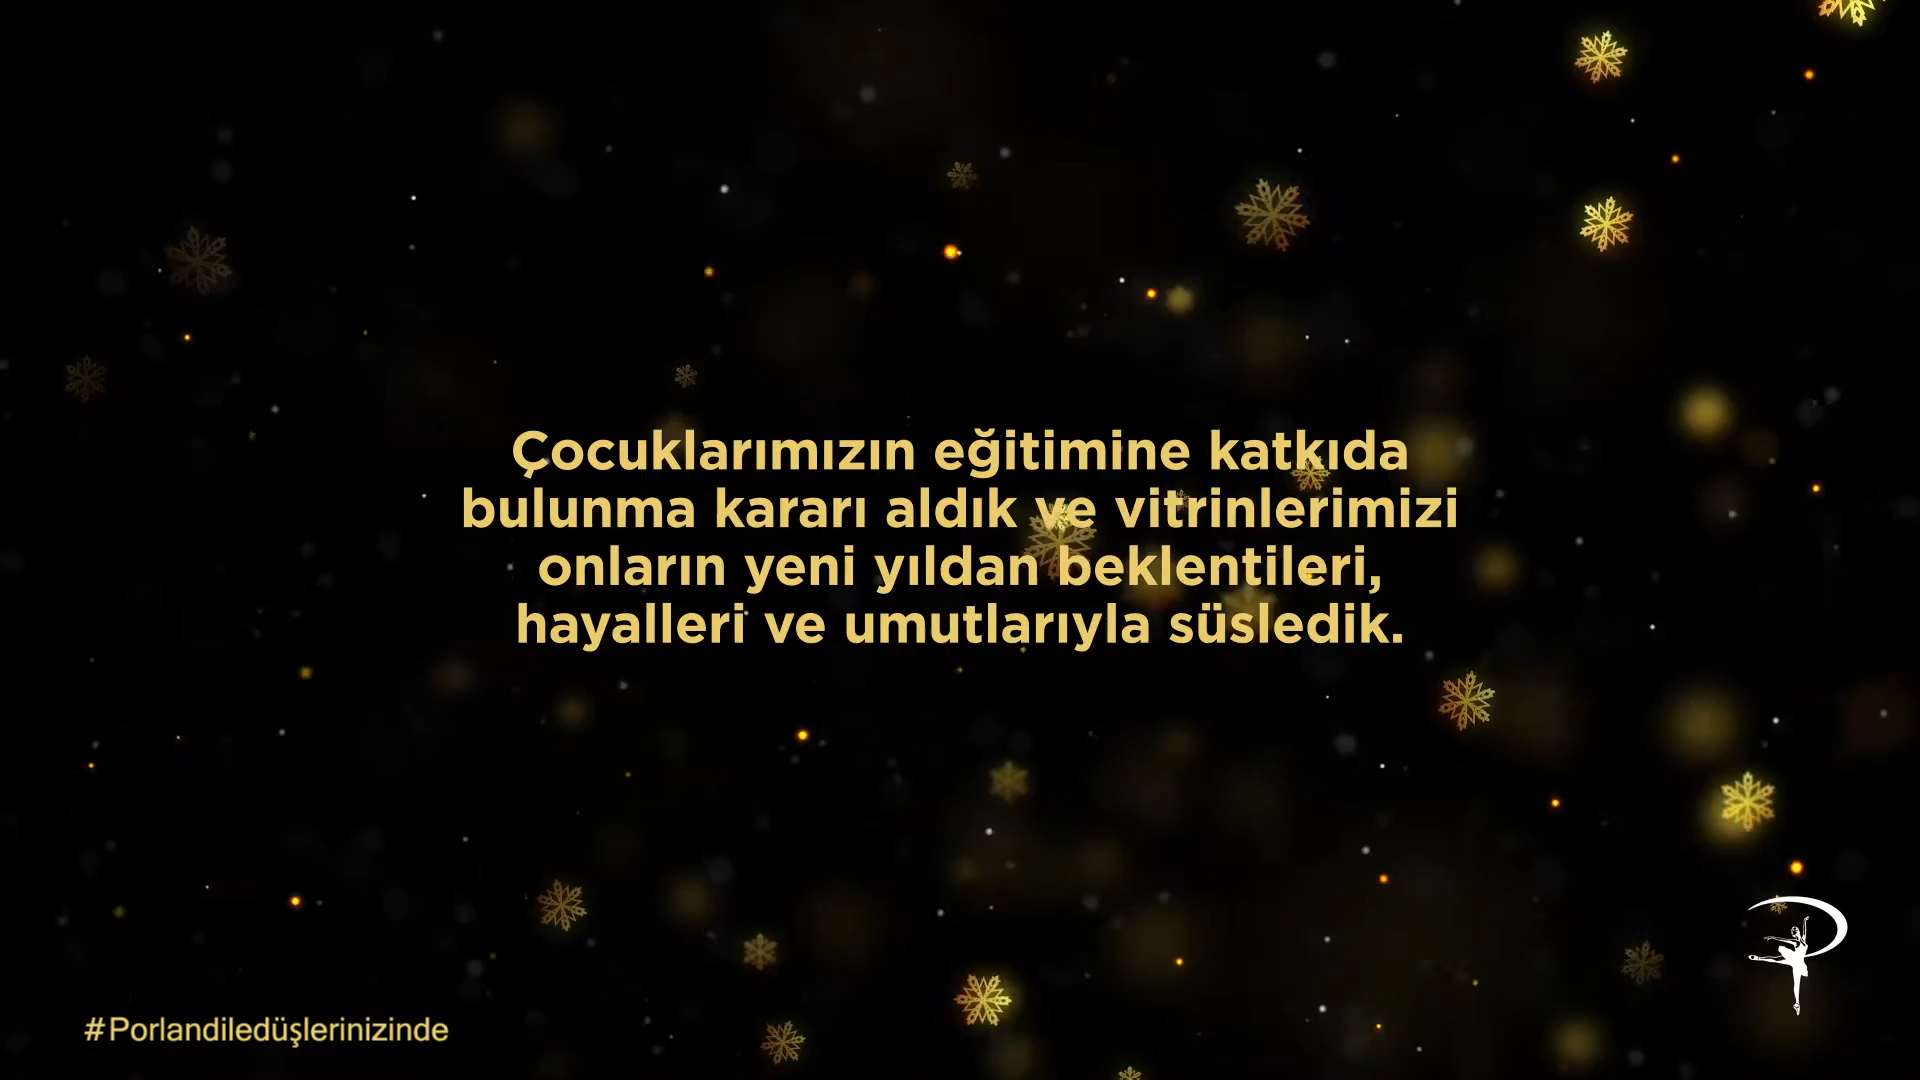 Çocuklarımızın eğitimine katkıda
bulunma kararı aldık ve vitrinlerimizi
onların yeni yıldan beklentileri,
hayalleri ve umutlarıyla süsledik.
#Porlandiledüşlerinizinde